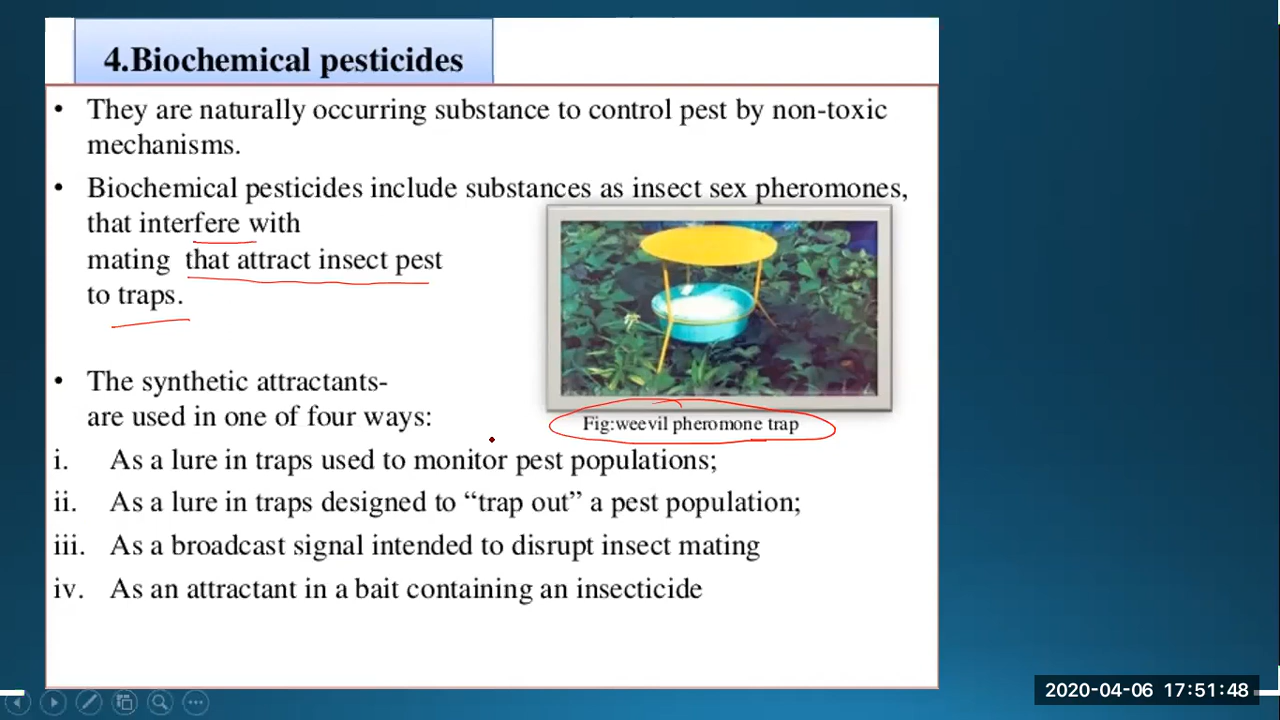 4.Biochemical pesticides
• They are naturally occurring substance to control pest by non-toxic
mechanisms.
• Biochemical pesticides include substances as insect sex pheromones,
that interfere with
mating that attract insect pest
to traps.
• The synthetic attractants-
are used in one of four ways:
Fig:weevil pheromone trap
i. As a lure in traps used to monitor pest populations;
ii. As a lure in traps designed to “trap out” a pest population;
iii. As a broadcast signal intended to disrupt insect mating
iv. As an attractant in a bait containing an insecticide
2020-04-06 17:51:48